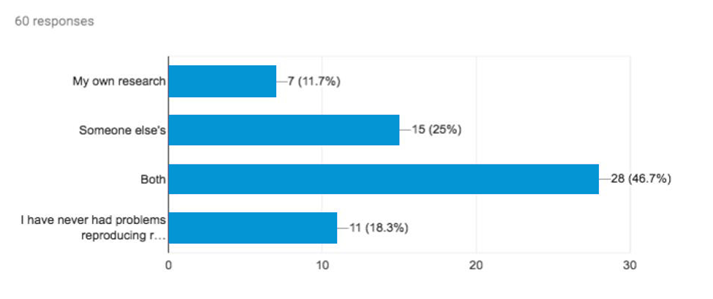 60 responses
My own research
7 (11.7%)
Someone else's
15 (25%)
Both
28 (46.7%)
I have never had problems
reproducing r...
11 (18.3%)
0
10
20
30